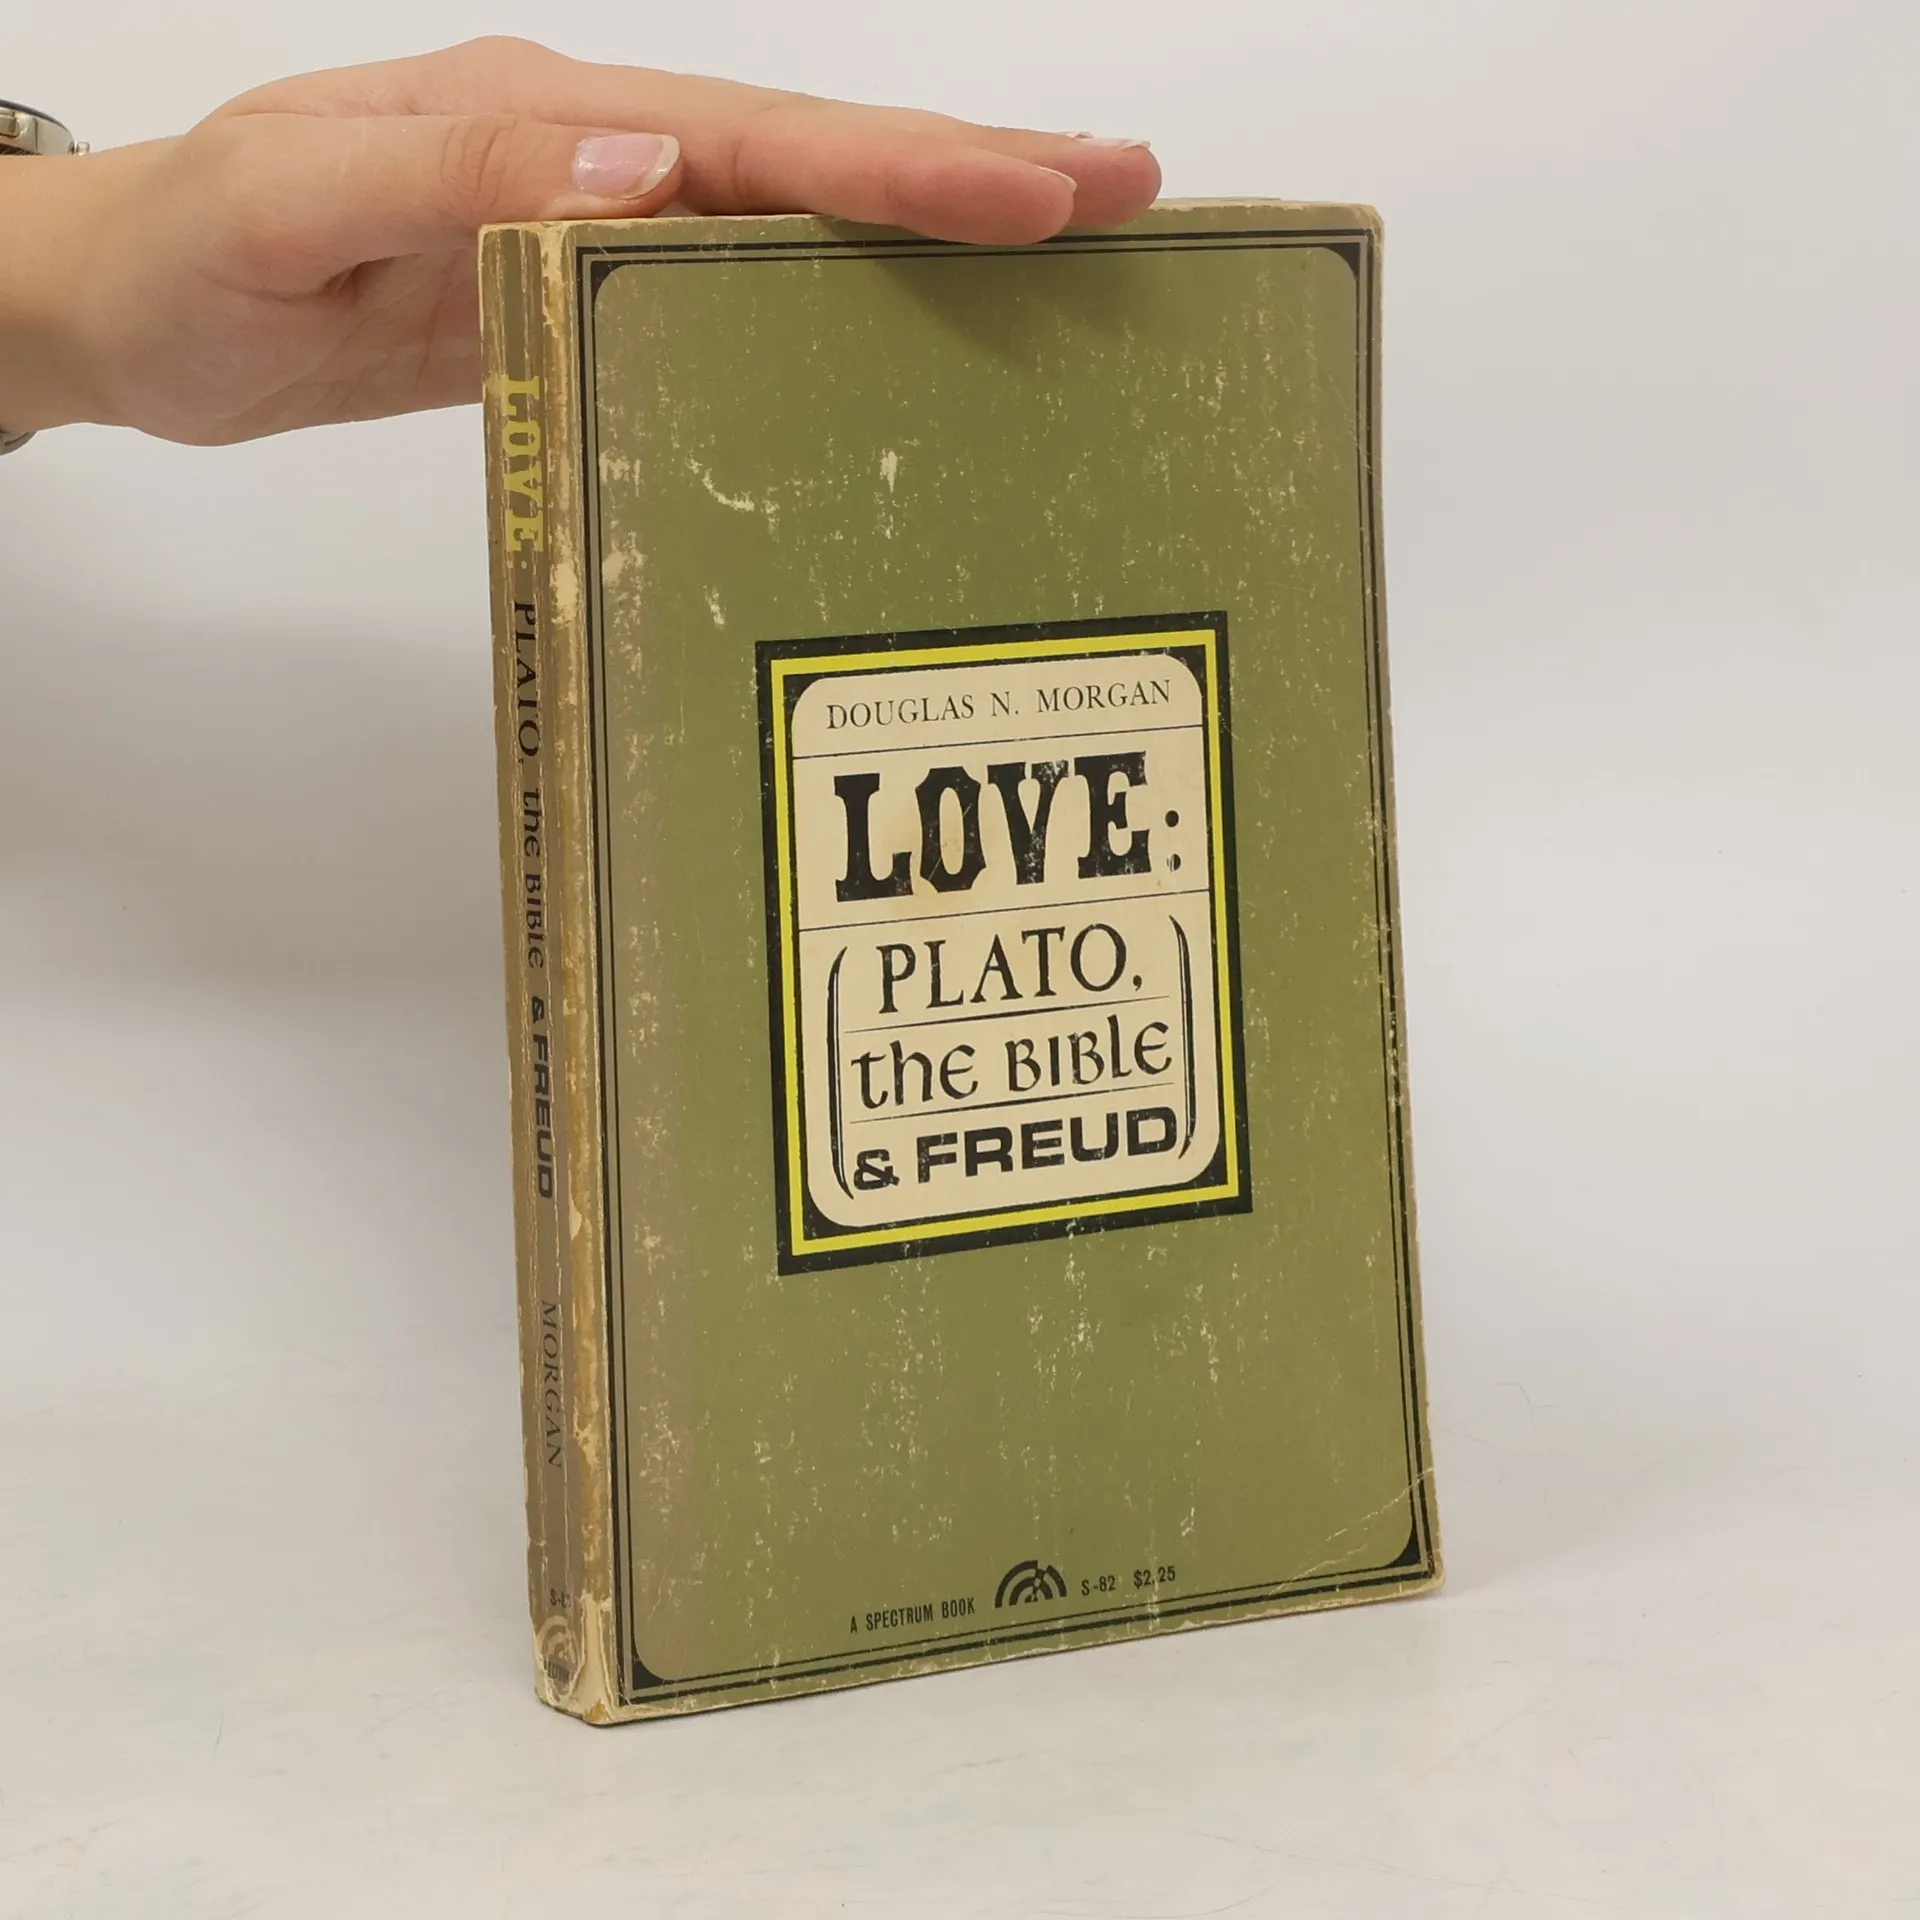 LOVE · PLATO, the BIBLE & FREUD MORGAN
DOUGLAS N. MORGAN
LOVE:
(PLATO,
the BIBLE
& FREUD)
A SPECTRUM BOOK S-82 $2.25